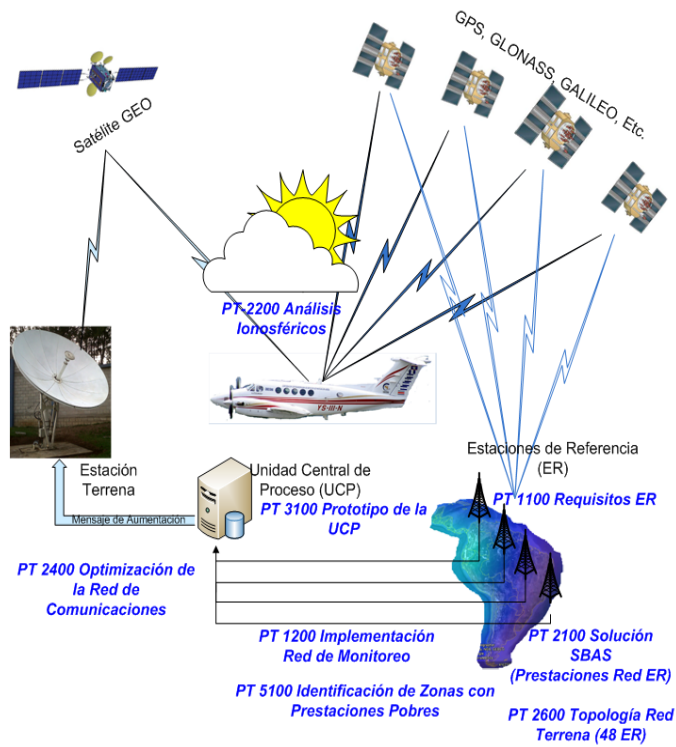 GPS, GLONASS, GALILEO, Etc.
Satélite GEO
PT-2200 Análisis
Ionosféricos
YS-III-N
Estaciones de Referencia
(ER)
Estación
Terrena
Unidad Central de
Proceso (UCP)
PT 1100 Requisitos ER
PT 3100 Prototipo de la
UCP
Mensaje de Aumentación
PT 2400 Optimización de
la Red de
Comunicaciones
PT 1200 Implementación
Red de Monitoreo
PT 2100 Solución
SBAS
(Prestaciones Red ER)
PT 5100 Identificación de Zonas con
Prestaciones Pobres
PT 2600 Topología Red
Terrena (48 ER)